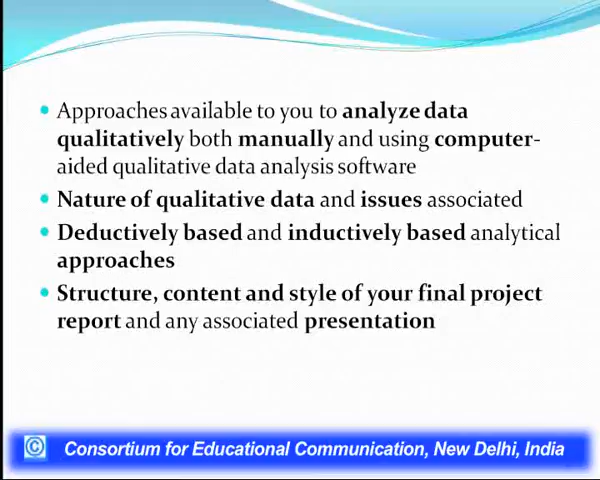 Approaches available to you to analyze data
qualitatively both manually and using computer-
aided qualitative data analysis software
Nature of qualitative data and issues associated
Deductively based and inductively based analytical
approaches
Structure, content and style of your final project
report and any associated presentation
© Consortium for Educational Communication, New Delhi, India